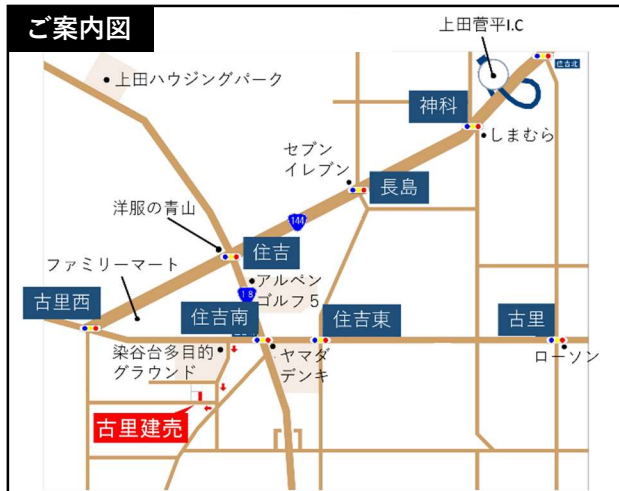 ご案内図
上田菅平I.C
住吉北
上田ハウジングパーク
神科
しまむら
セブン
イレブン
長島
洋服の青山
144
住吉
ファミリーマート
アルペン
ゴルフ5
18
古里西
住吉南
住吉東
古里
染谷台多目的
グラウンド
ヤマダ
デンキ
ローソン
古里建売